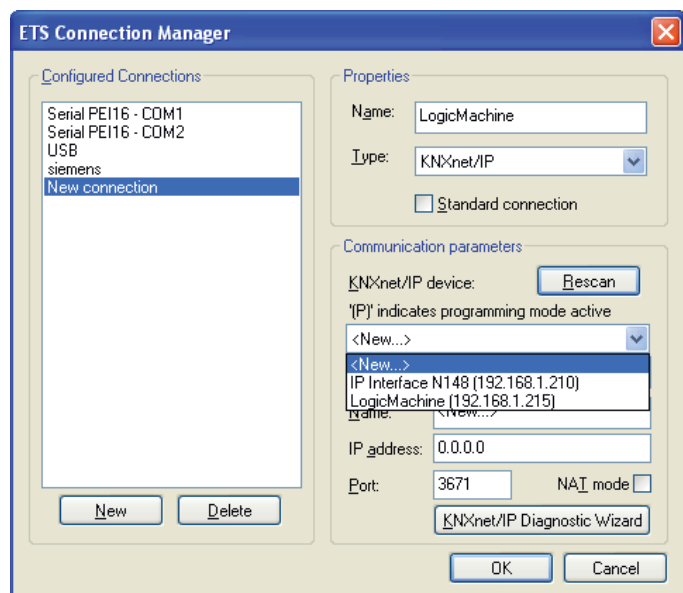 ETS Connection Manager
Configured Connections
Serial PEI16 - COM1
Serial PEI16 - COM2
USB
siemens
New connection
New
Delete
Properties
Name:
LogicMachine
Type:
KNXnet/IP
Standard connection
Communication parameters
KNXnet/IP device:
Rescan
'(P)' indicates programming mode active
<New...>
<New...>
IP Interface N148 (192.168.1.210)
LogicMachine (192.168.1.215)
Name:
<New...>
IP address:
0.0.0.0
Port:
3671
NAT mode
KNXnet/IP Diagnostic Wizard
OK
Cancel